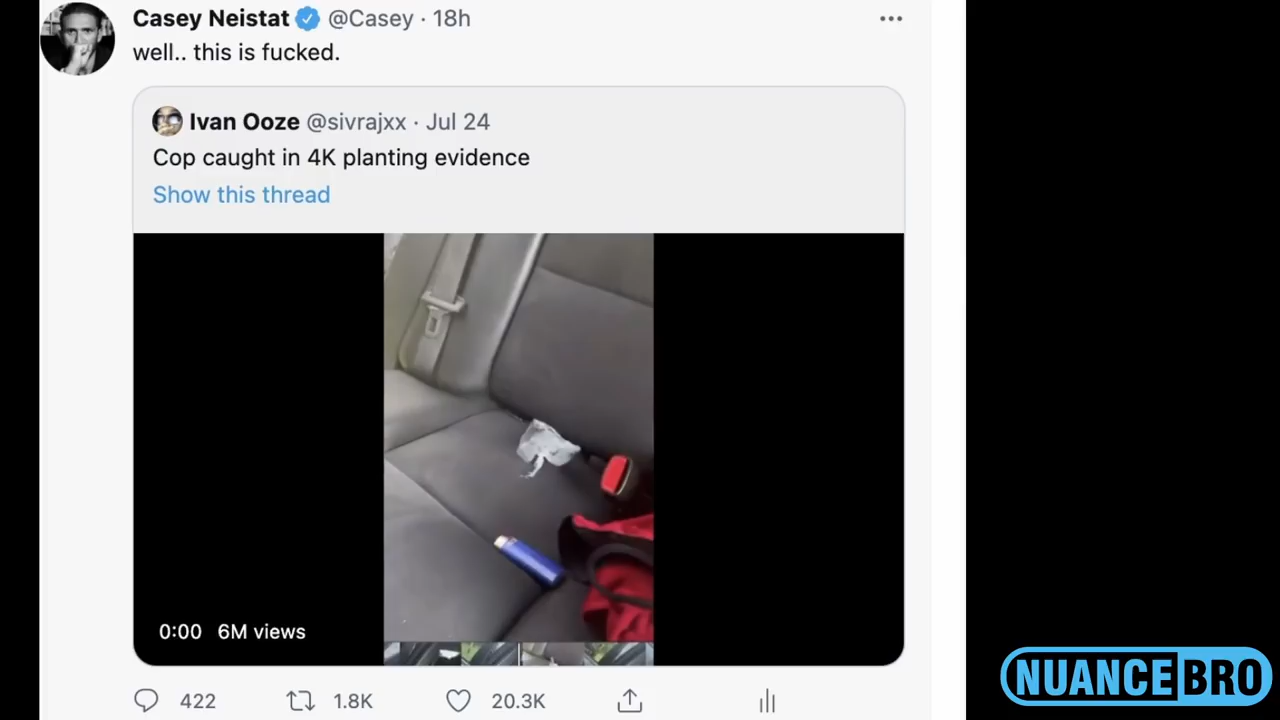 Casey Neistat @Casey · 18h
well.. this is fucked.
Ivan Ooze @sivrajxx · Jul 24
Cop caught in 4K planting evidence
Show this thread
0:00 6M views
422 1.8K 20.3K
NUANCEBRO